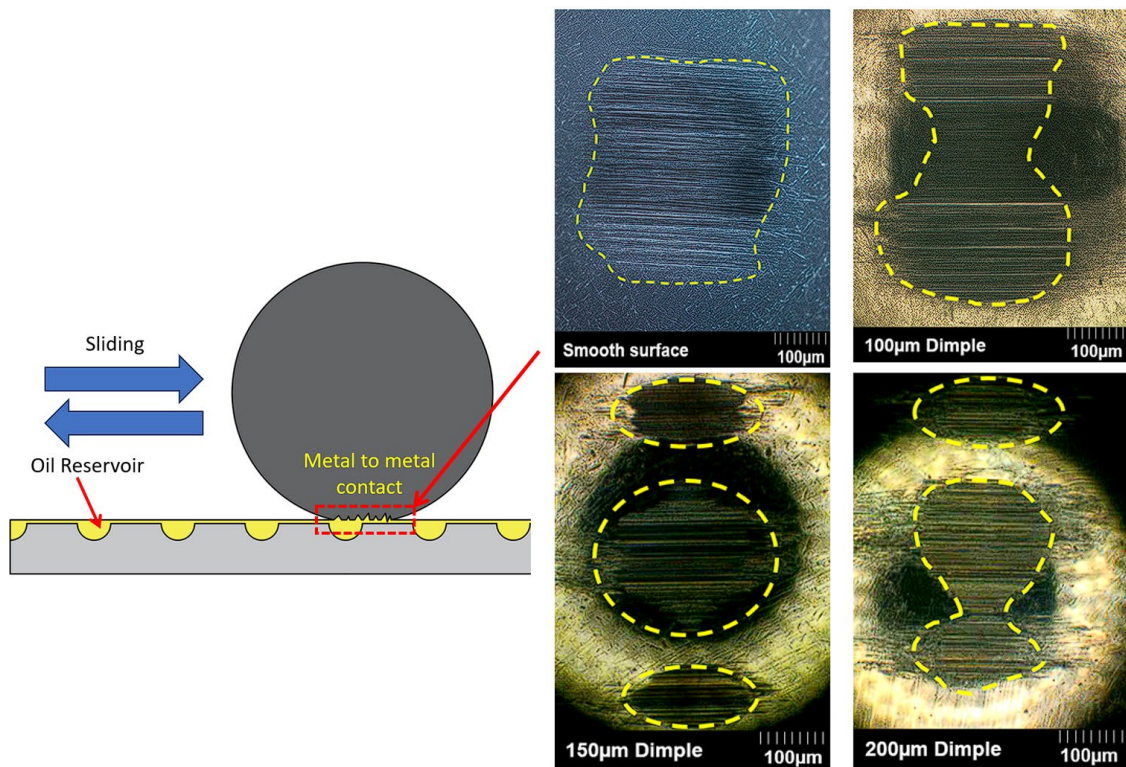 Sliding
Oil Reservoir
Metal to metal
contact
Smooth surface
100µm
100µm Dimple
100µm
150µm Dimple
100µm
200µm Dimple
100µm